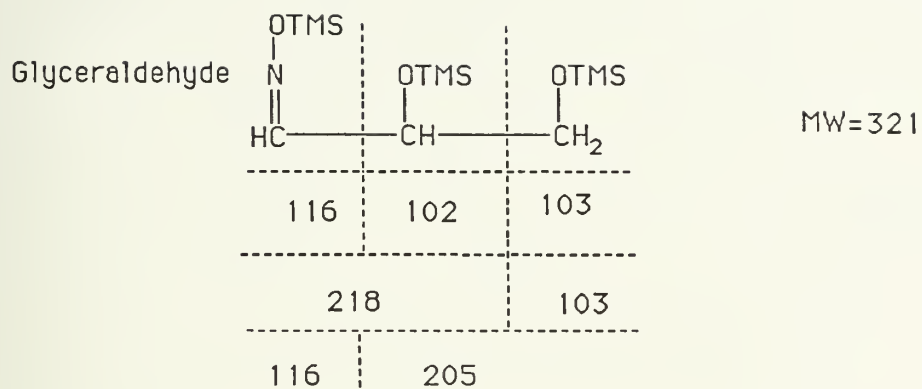 OTMS
Glyceraldehyde N OTMS OTMS
HC CH CH₂ MW=321
116 102 103
218 103
116 205